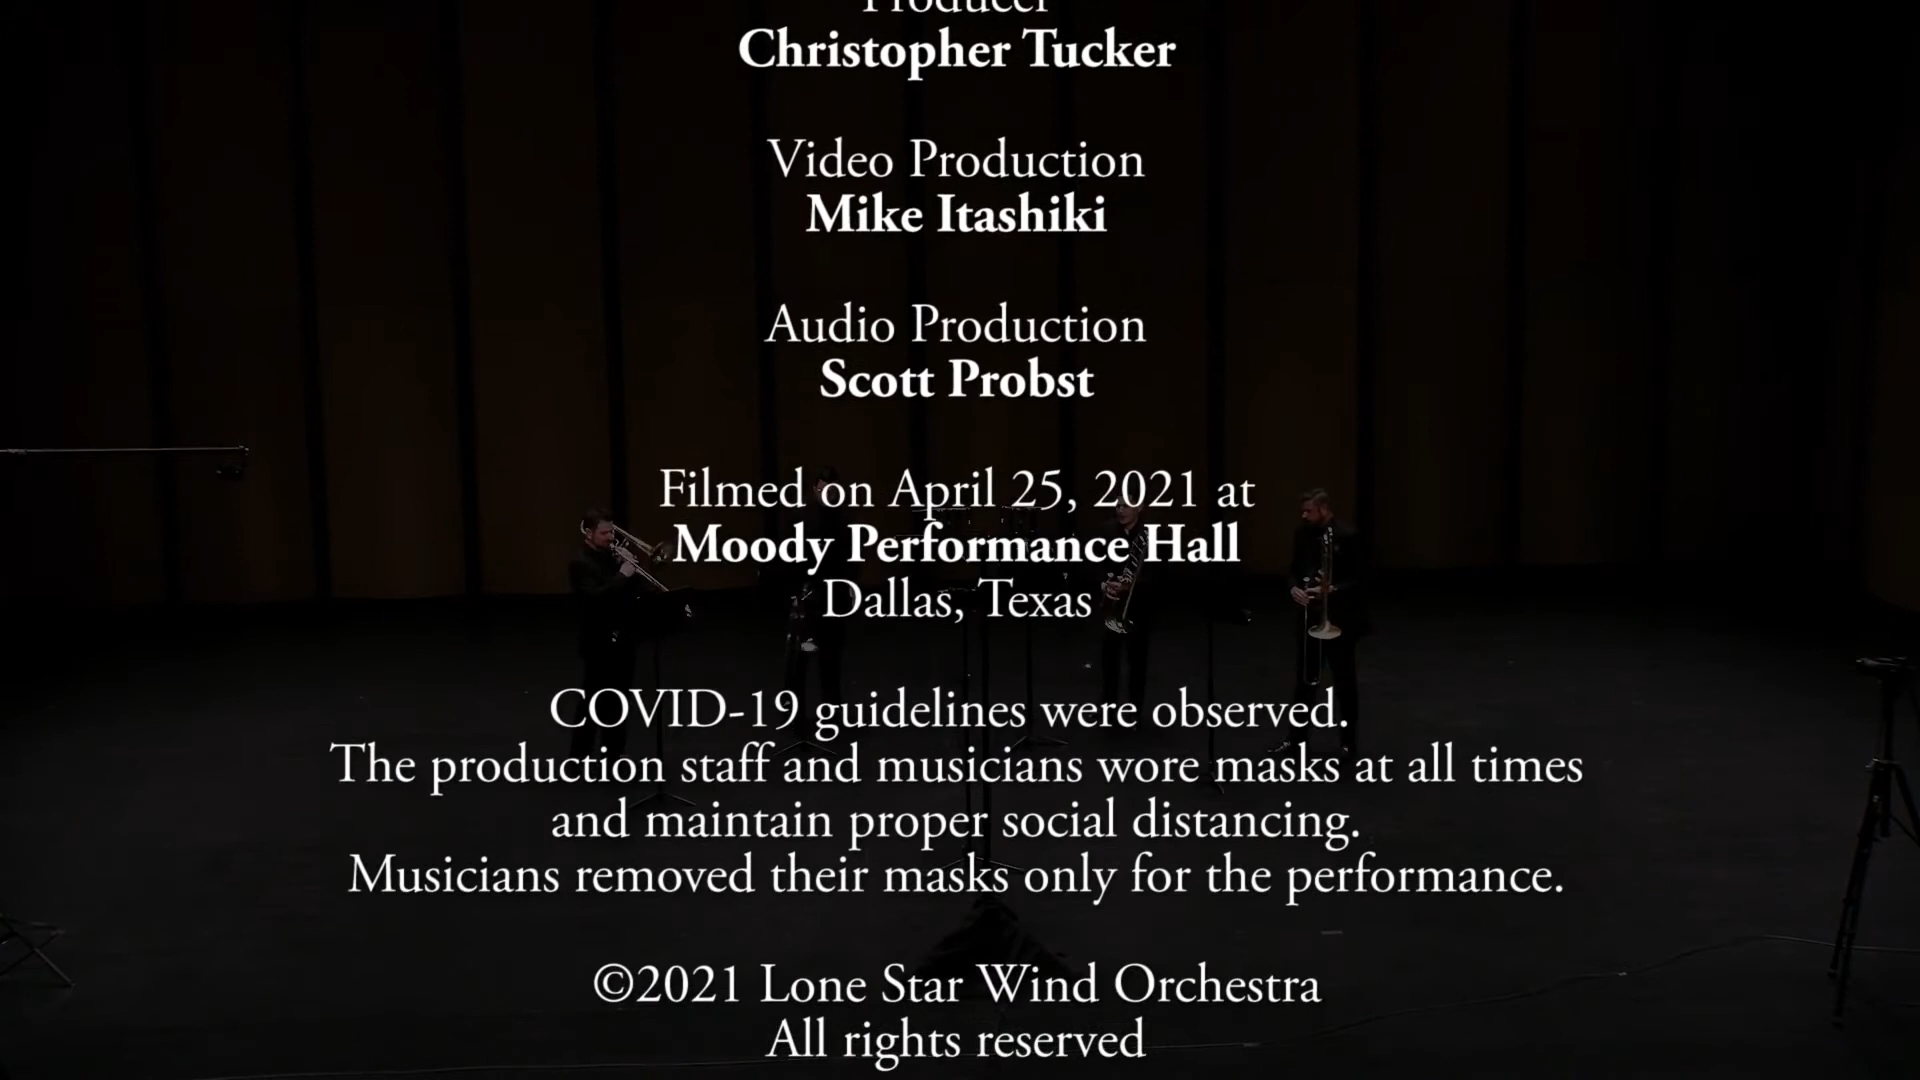 Producer
Christopher Tucker
Video Production
Mike Itashiki
Audio Production
Scott Probst
Filmed on April 25, 2021 at
Moody Performance Hall
Dallas, Texas
COVID-19 guidelines were observed.
The production staff and musicians wore masks at all times
and maintain proper social distancing.
Musicians removed their masks only for the performance.
©2021 Lone Star Wind Orchestra
All rights reserved